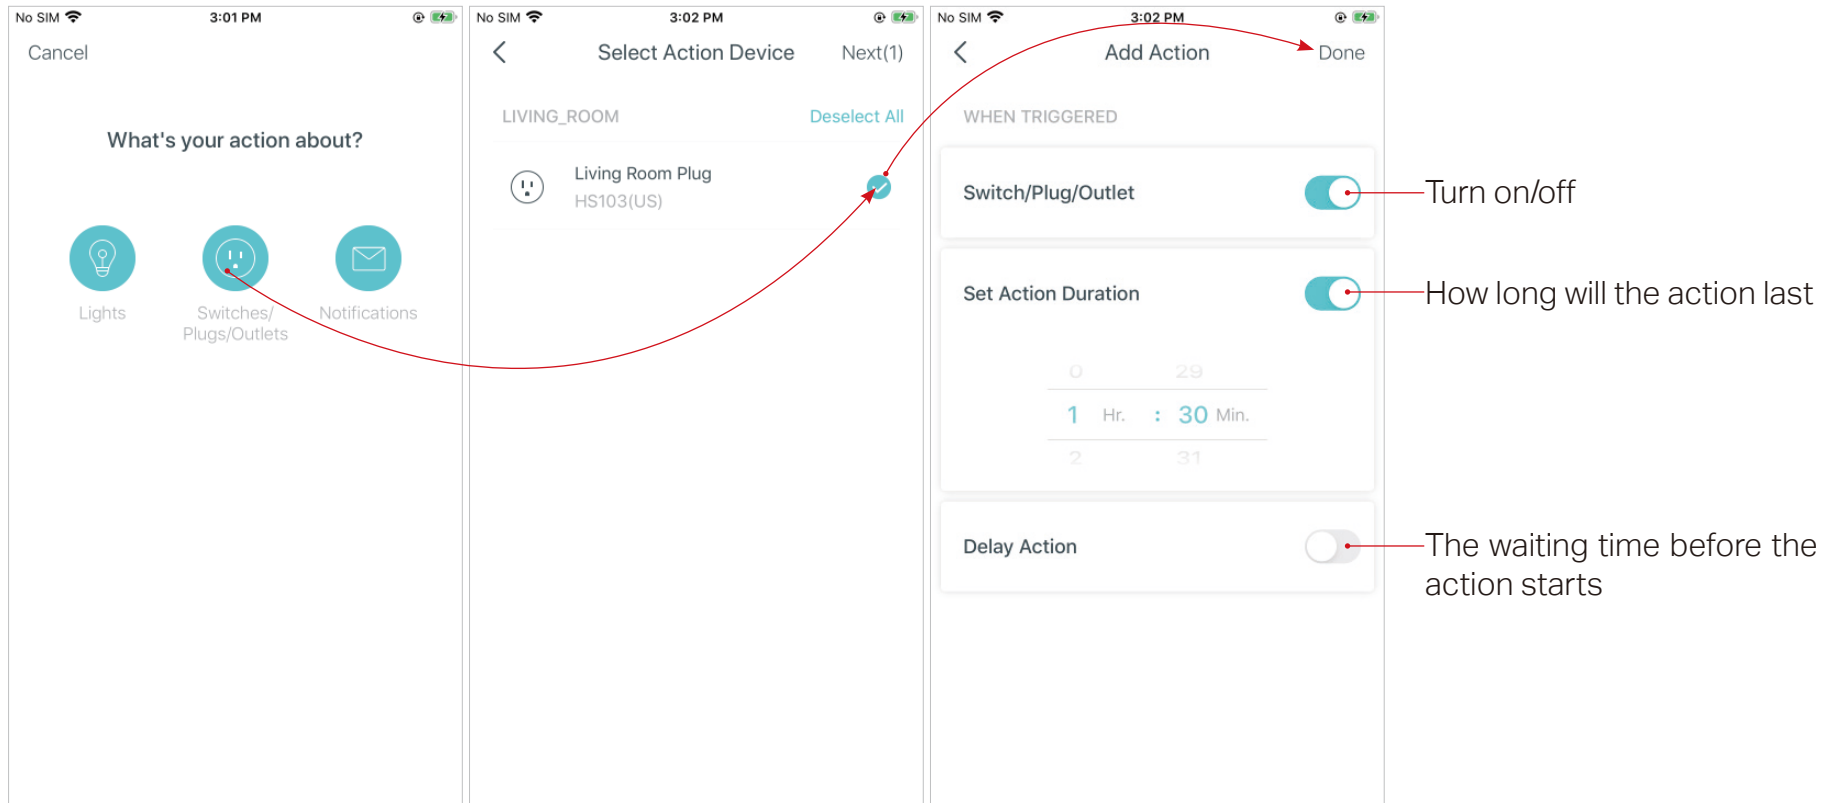 No SIM
3:01 PM
Cancel
What's your action about?
Lights
Switches/
Plugs/Outlets
Notifications
No SIM
3:02 PM
Select Action Device
Next(1)
LIVING_ROOM
Deselect All
Living Room Plug
HS103(US)
No SIM
3:02 PM
Add Action
Done
WHEN TRIGGERED
Switch/Plug/Outlet
Turn on/off
Set Action Duration
How long will the action last
0 29
1 Hr. : 30 Min.
2 31
Delay Action
The waiting time before the
action starts